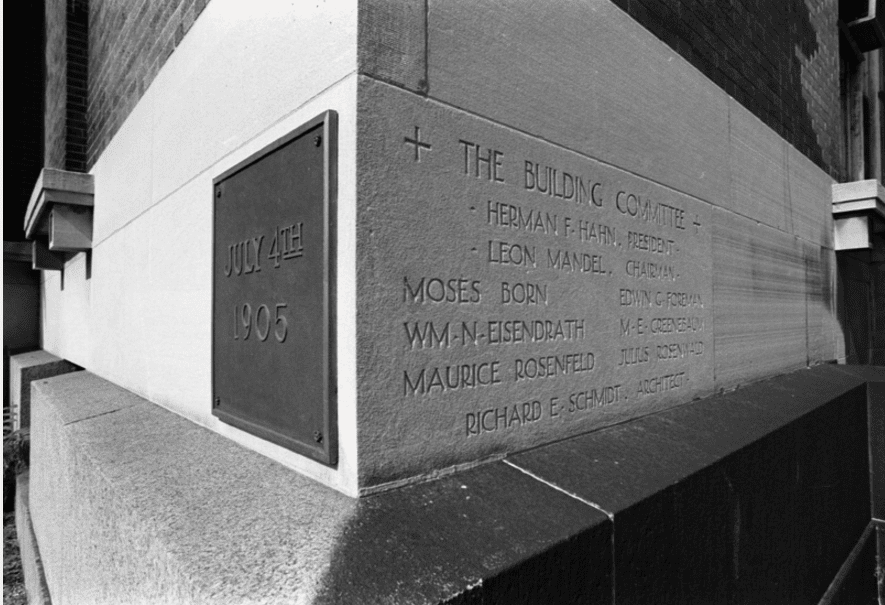 JULY 4TH
1905
+ THE BUILDING COMMITTEE +
- HERMAN F. HAHN. PRESIDENT -
- LEON MANDEL. CHAIRMAN -
MOSES BORN EDWIN G. FOREMAN
WM-N-EISENDRATH M-E-GREENEBAUM
MAURICE ROSENFELD JULIUS ROSENWALD
RICHARD E-SCHMIDT. ARCHITECT-